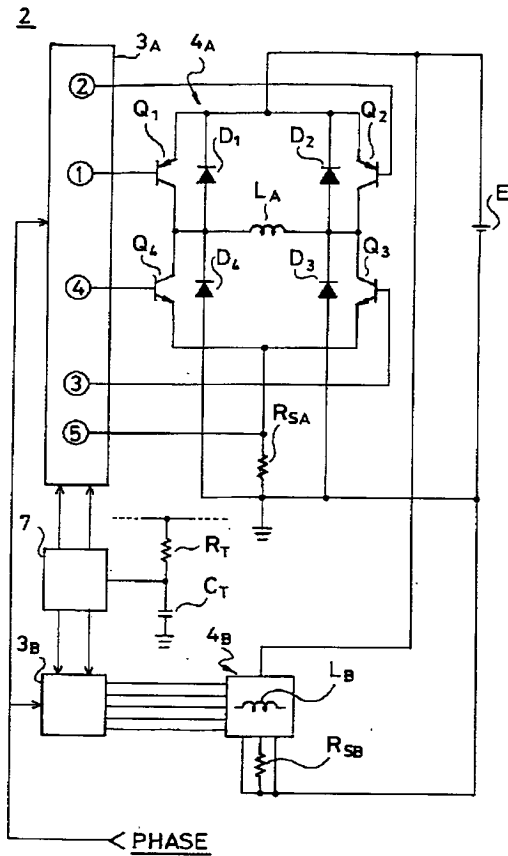 2
3A
4A
②
Q1
D1
D2
Q2
①
LA
E
Q4
D4
D3
Q3
④
③
⑤
RSA
7
RT
CT
3B
4B
LB
RSB
PHASE